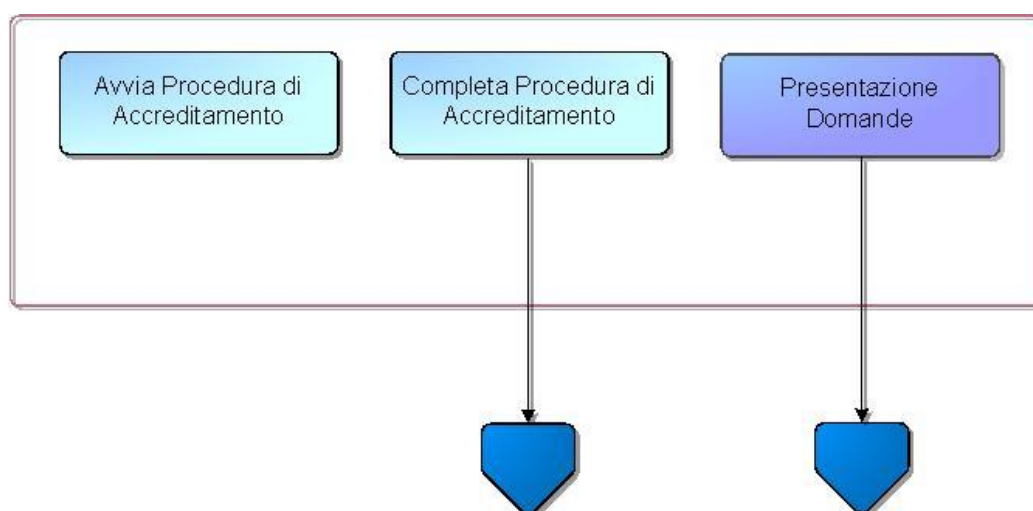 Avvia Procedura di
Accreditamento
Completa Procedura di
Accreditamento
Presentazione
Domande